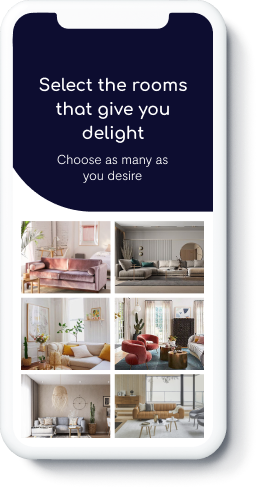 Select the rooms
that give you
delight
Choose as many as
you desire